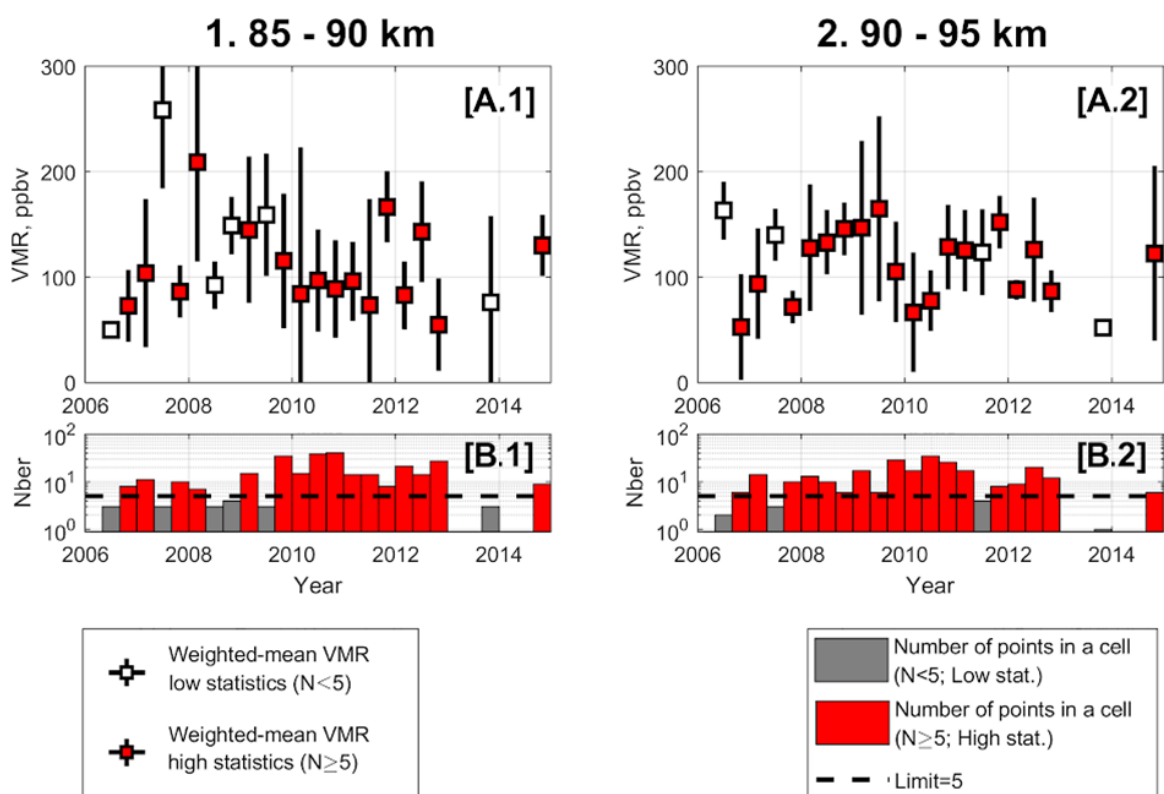 1. 85 - 90 km
2. 90 - 95 km
300
200
100
0
VMR, ppbv
[A.1]
2006 2008 2010 2012 2014
300
200
100
0
VMR, ppbv
[A.2]
2006 2008 2010 2012 2014
10²
10¹
10⁰
Nber
[B.1]
2006 2008 2010 2012 2014
Year
10²
10¹
10⁰
Nber
[B.2]
2006 2008 2010 2012 2014
Year
Weighted-mean VMR
low statistics (N<5)
Weighted-mean VMR
high statistics (N≥5)
Number of points in a cell
(N<5; Low stat.)
Number of points in a cell
(N≥5; High stat.)
Limit=5